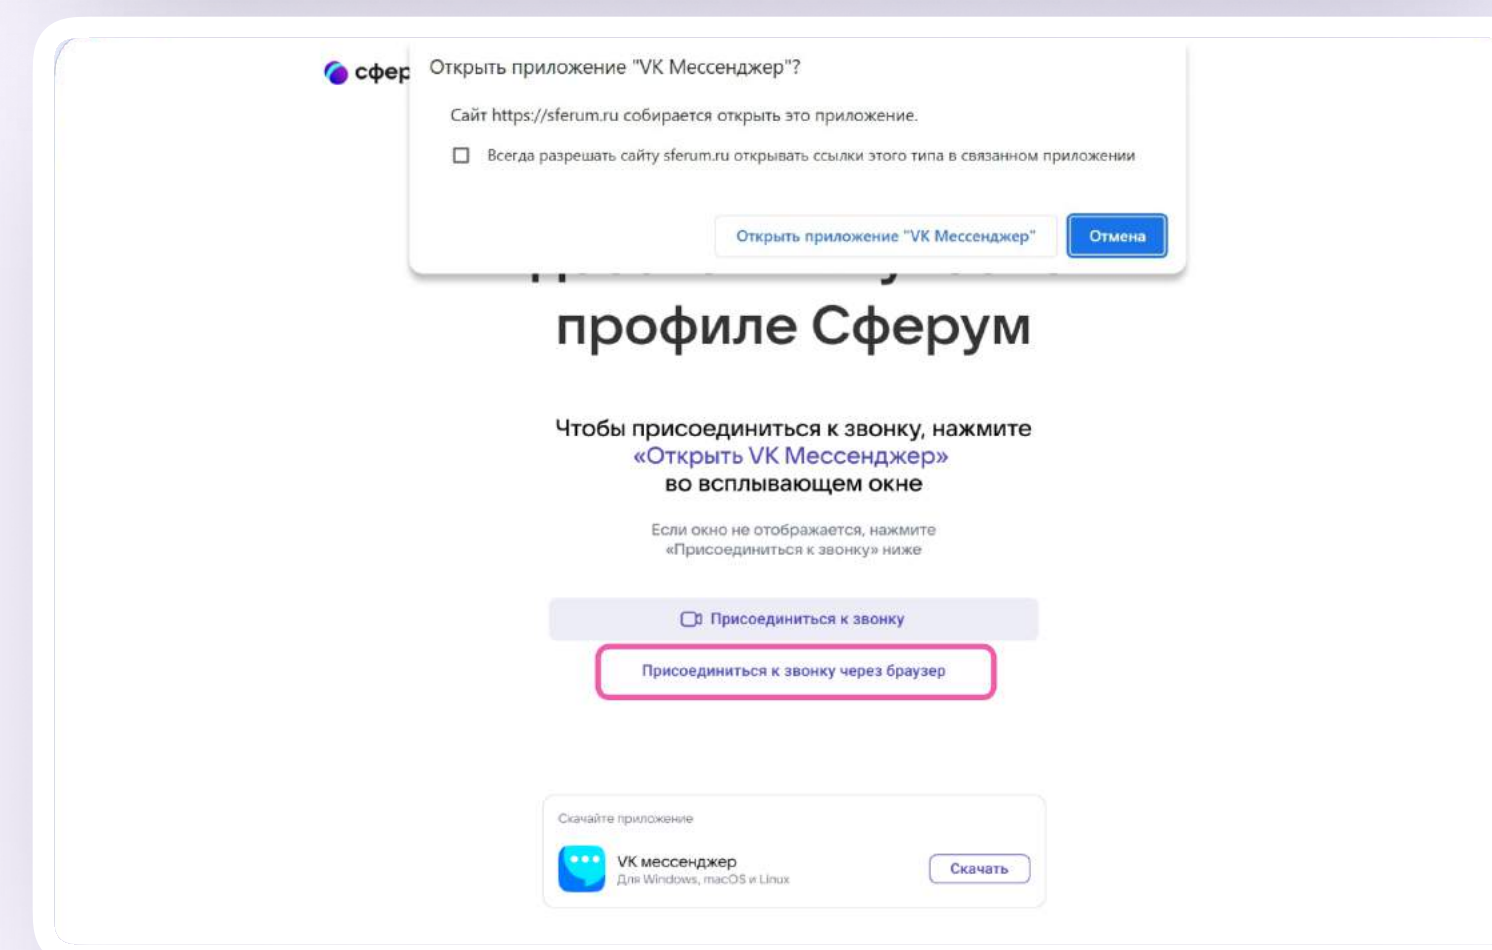 сфер
Открыть приложение "VK Мессенджер"?
Сайт https://sferum.ru собирается открыть это приложение.
Всегда разрешать сайту sferum.ru открывать ссылки этого типа в связанном приложении
Открыть приложение "VK Мессенджер"
Отмена
профиле Сферум
Чтобы присоединиться к звонку, нажмите
«Открыть VK Мессенджер»
во всплывающем окне
Если окно не отображается, нажмите
«Присоединиться к звонку» ниже
Присоединиться к звонку
Присоединиться к звонку через браузер
Скачайте приложение
VK мессенджер
Для Windows, macOS и Linux
Скачать